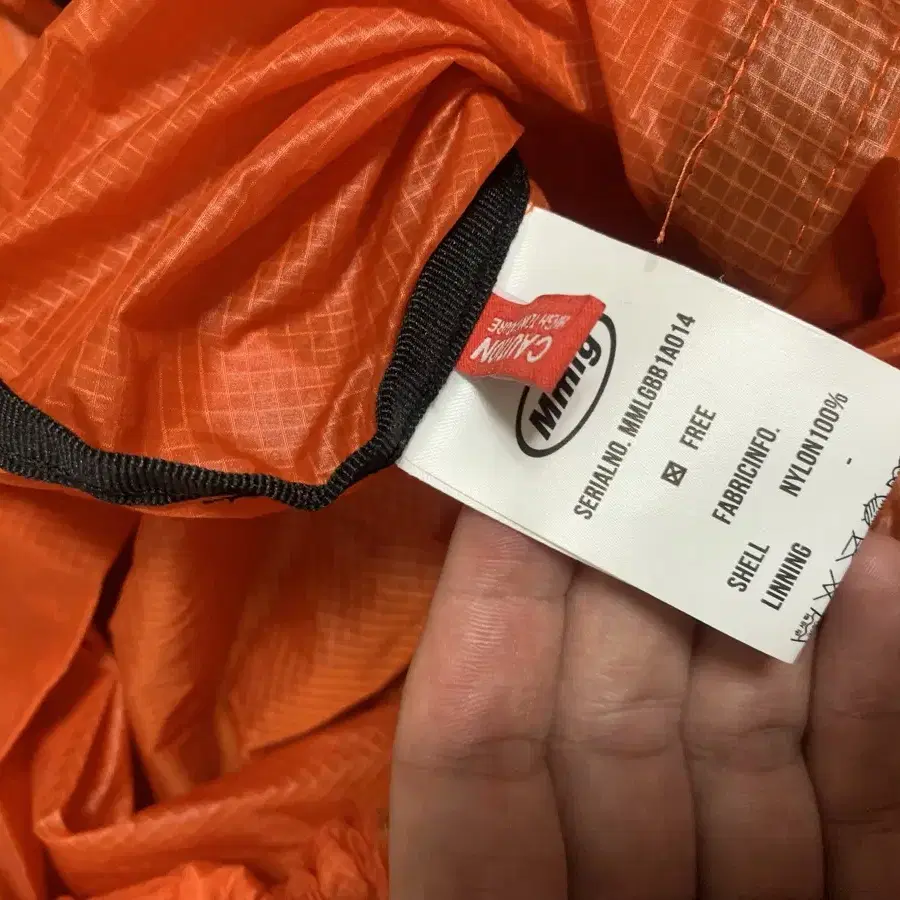 CAUTION
Mmlg
SERIALNO. MMLGBB1A014
☒ FREE
FABRICINFO.
SHELL NYLON100%
LINNING -